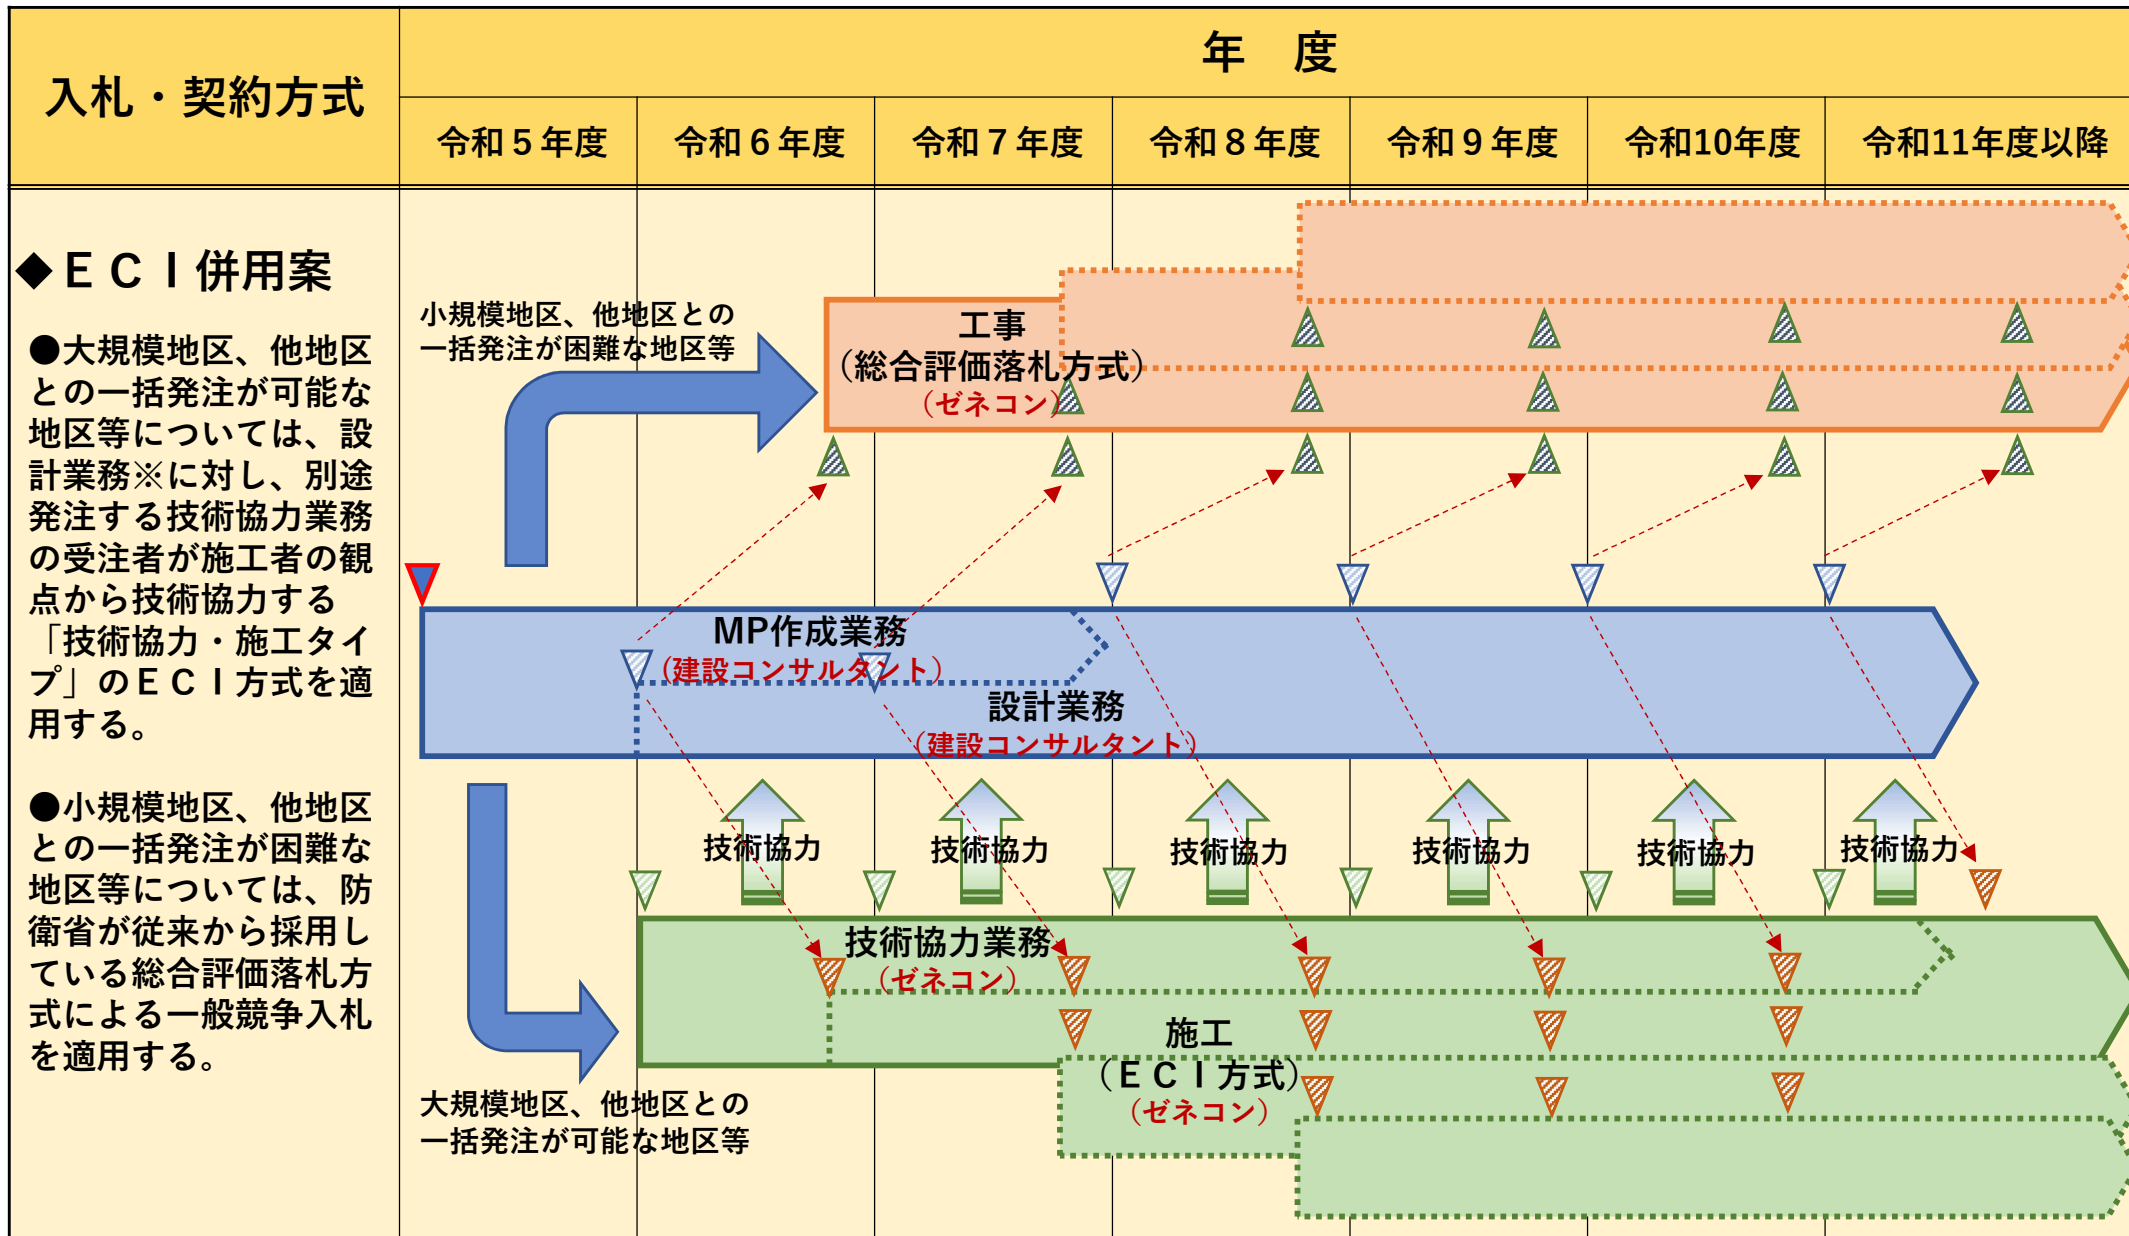 入札・契約方式
年　度
令和５年度
令和６年度
令和７年度
令和８年度
令和９年度
令和10年度
令和11年度以降
◆ＥＣＩ併用案
●大規模地区、他地区
との一括発注が可能な
地区等については、設
計業務※に対し、別途
発注する技術協力業務
の受注者が施工者の観
点から技術協力する
「技術協力・施工タイ
プ」のＥＣＩ方式を適
用する。
●小規模地区、他地区
との一括発注が困難な
地区等については、防
衛省が従来から採用し
ている総合評価落札方
式による一般競争入札
を適用する。
小規模地区、他地区との
一括発注が困難な地区等
工事
（総合評価落札方式）
（ゼネコン）
MP作成業務
（建設コンサルタント）
設計業務
（建設コンサルタント）
技術協力
技術協力
技術協力
技術協力
技術協力
技術協力
技術協力業務
（ゼネコン）
施工
（ＥＣＩ方式）
（ゼネコン）
大規模地区、他地区との
一括発注が可能な地区等